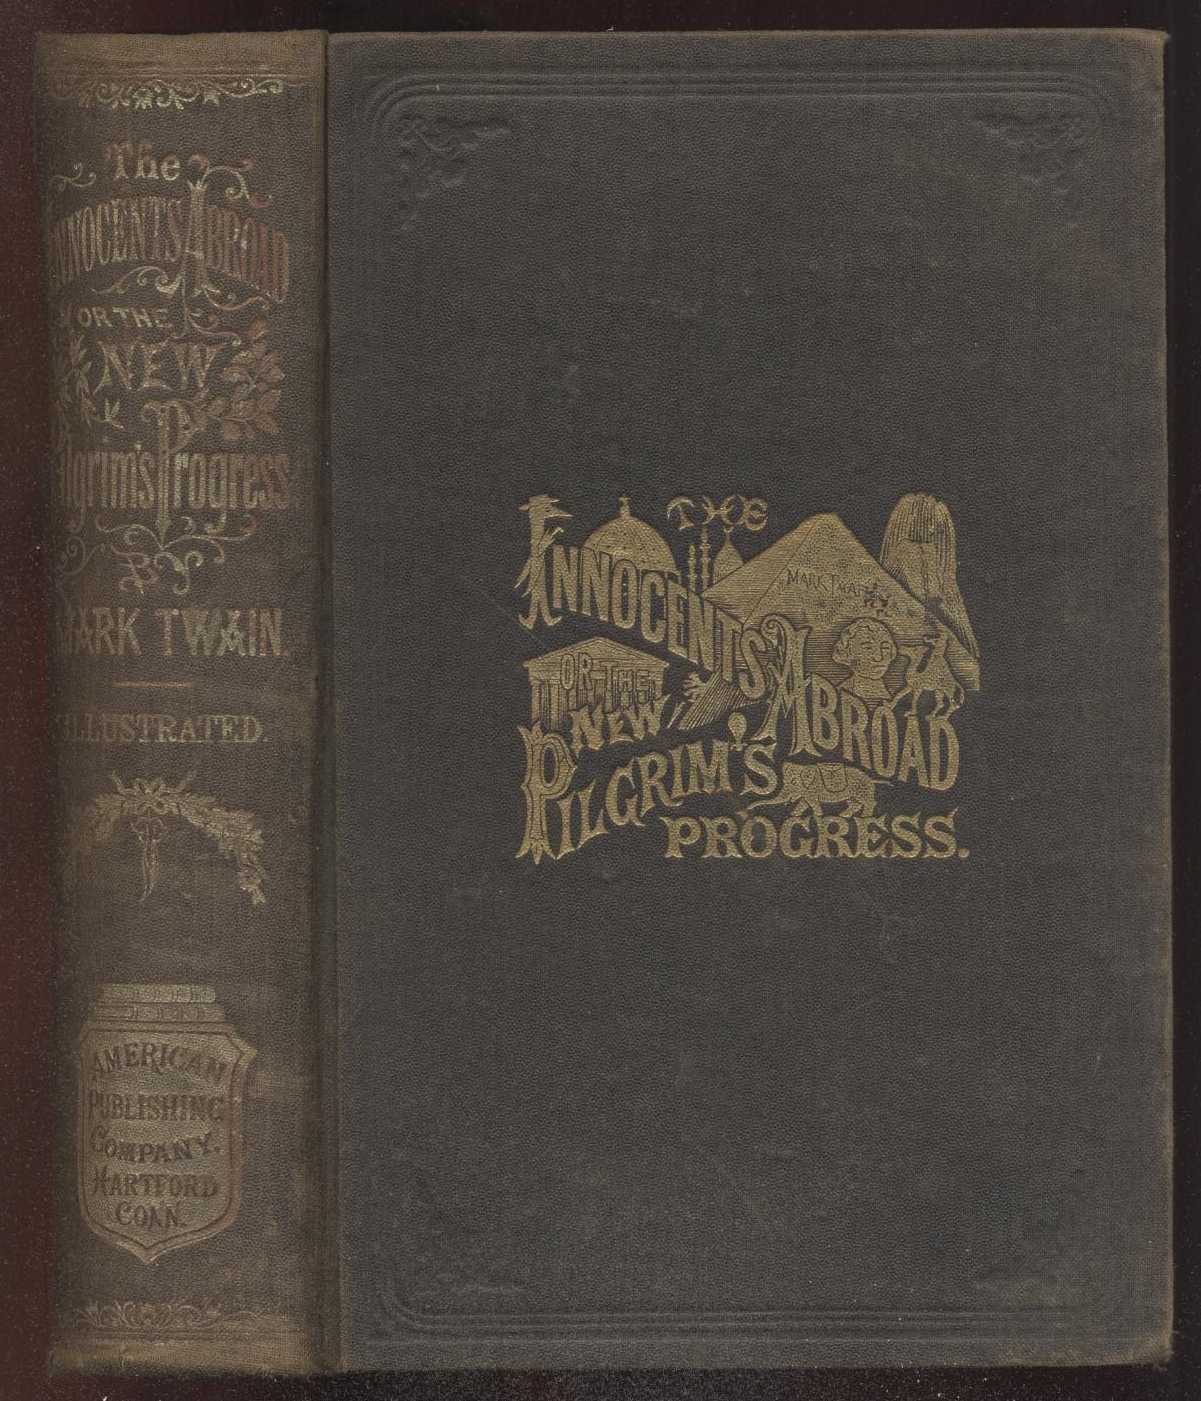 The
INNOCENTS ABROAD
OR THE
NEW
Pilgrim's Progress
BY
MARK TWAIN.
ILLUSTRATED.
AMERICAN
PUBLISHING
COMPANY.
HARTFORD
CONN.
THE
INNOCENTS ABROAD
MARK TWAIN
OR THE
NEW
PILGRIM'S
PROGRESS.